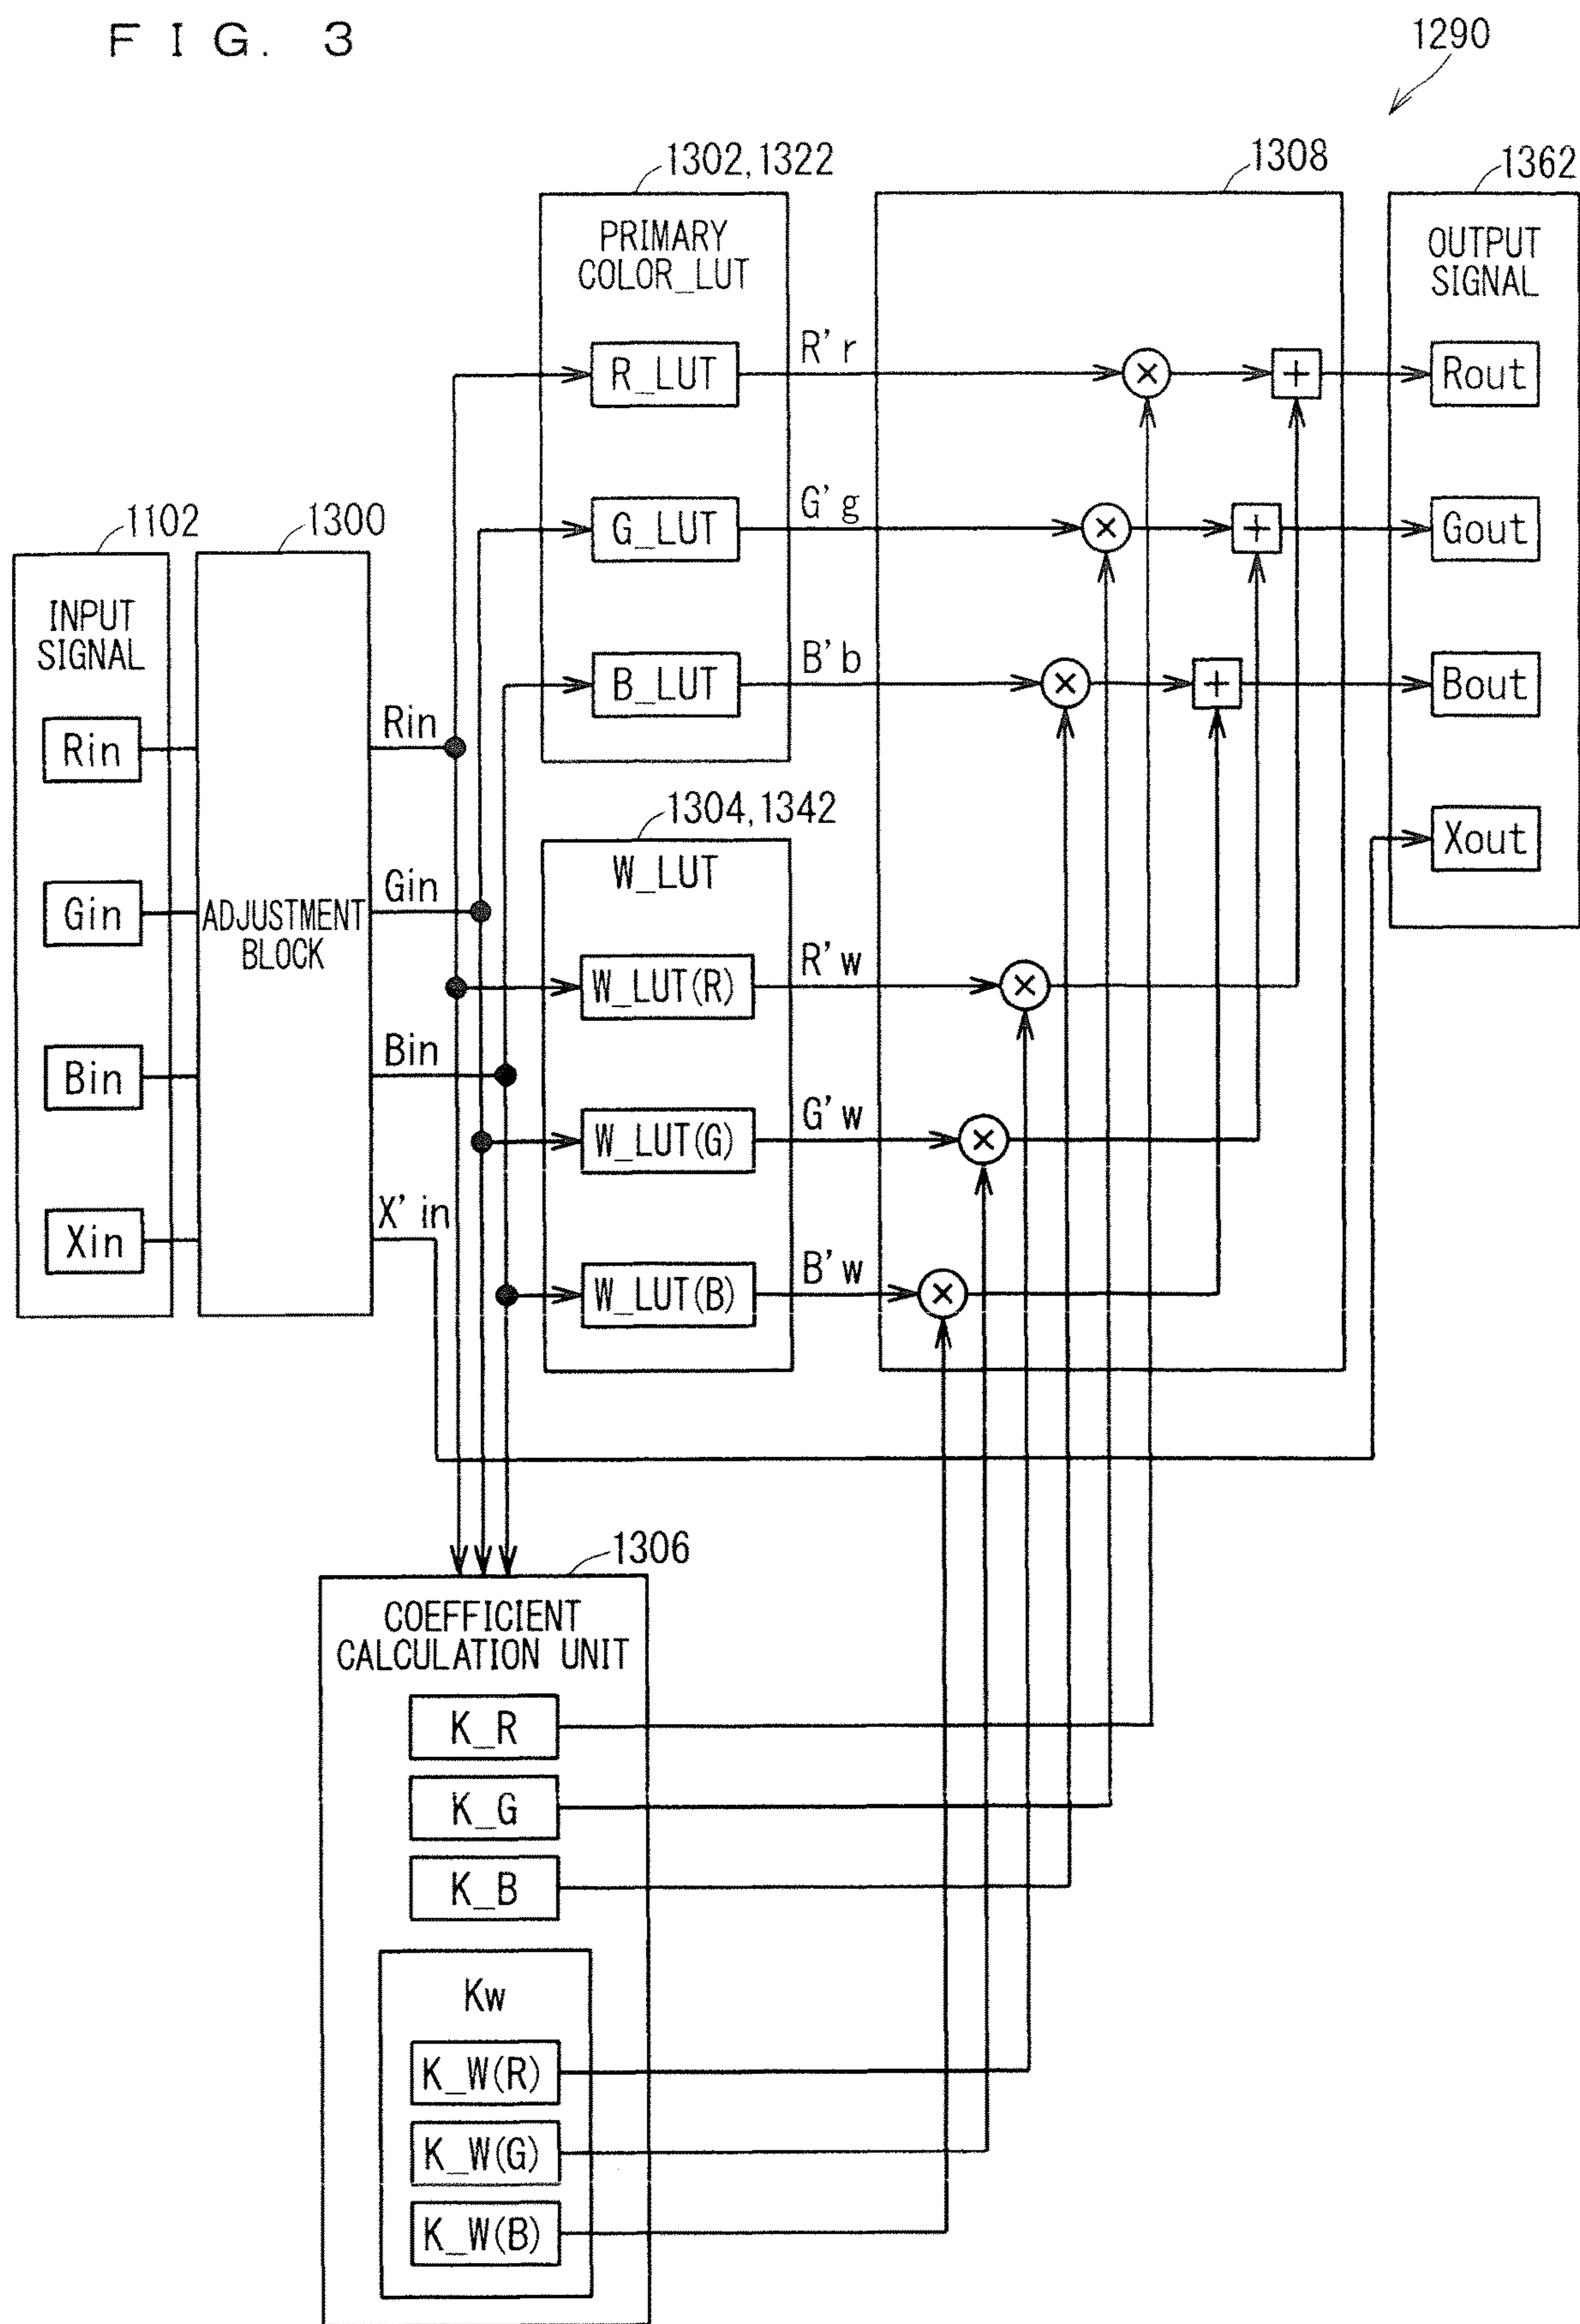 FIG. 3
1290
1302,1322
1308
1362
PRIMARY
COLOR_LUT
OUTPUT
SIGNAL
R_LUT
R'r
×
+
Rout
G_LUT
G'g
×
+
Gout
B_LUT
B'b
×
+
Bout
Xout
1102
1300
INPUT
SIGNAL
Rin
Gin
Bin
Xin
ADJUSTMENT
BLOCK
Rin
Gin
Bin
X'in
1304,1342
W_LUT
W_LUT(R)
R'w
×
W_LUT(G)
G'w
×
W_LUT(B)
B'w
×
1306
COEFFICIENT
CALCULATION UNIT
K_R
K_G
K_B
Kw
K_W(R)
K_W(G)
K_W(B)